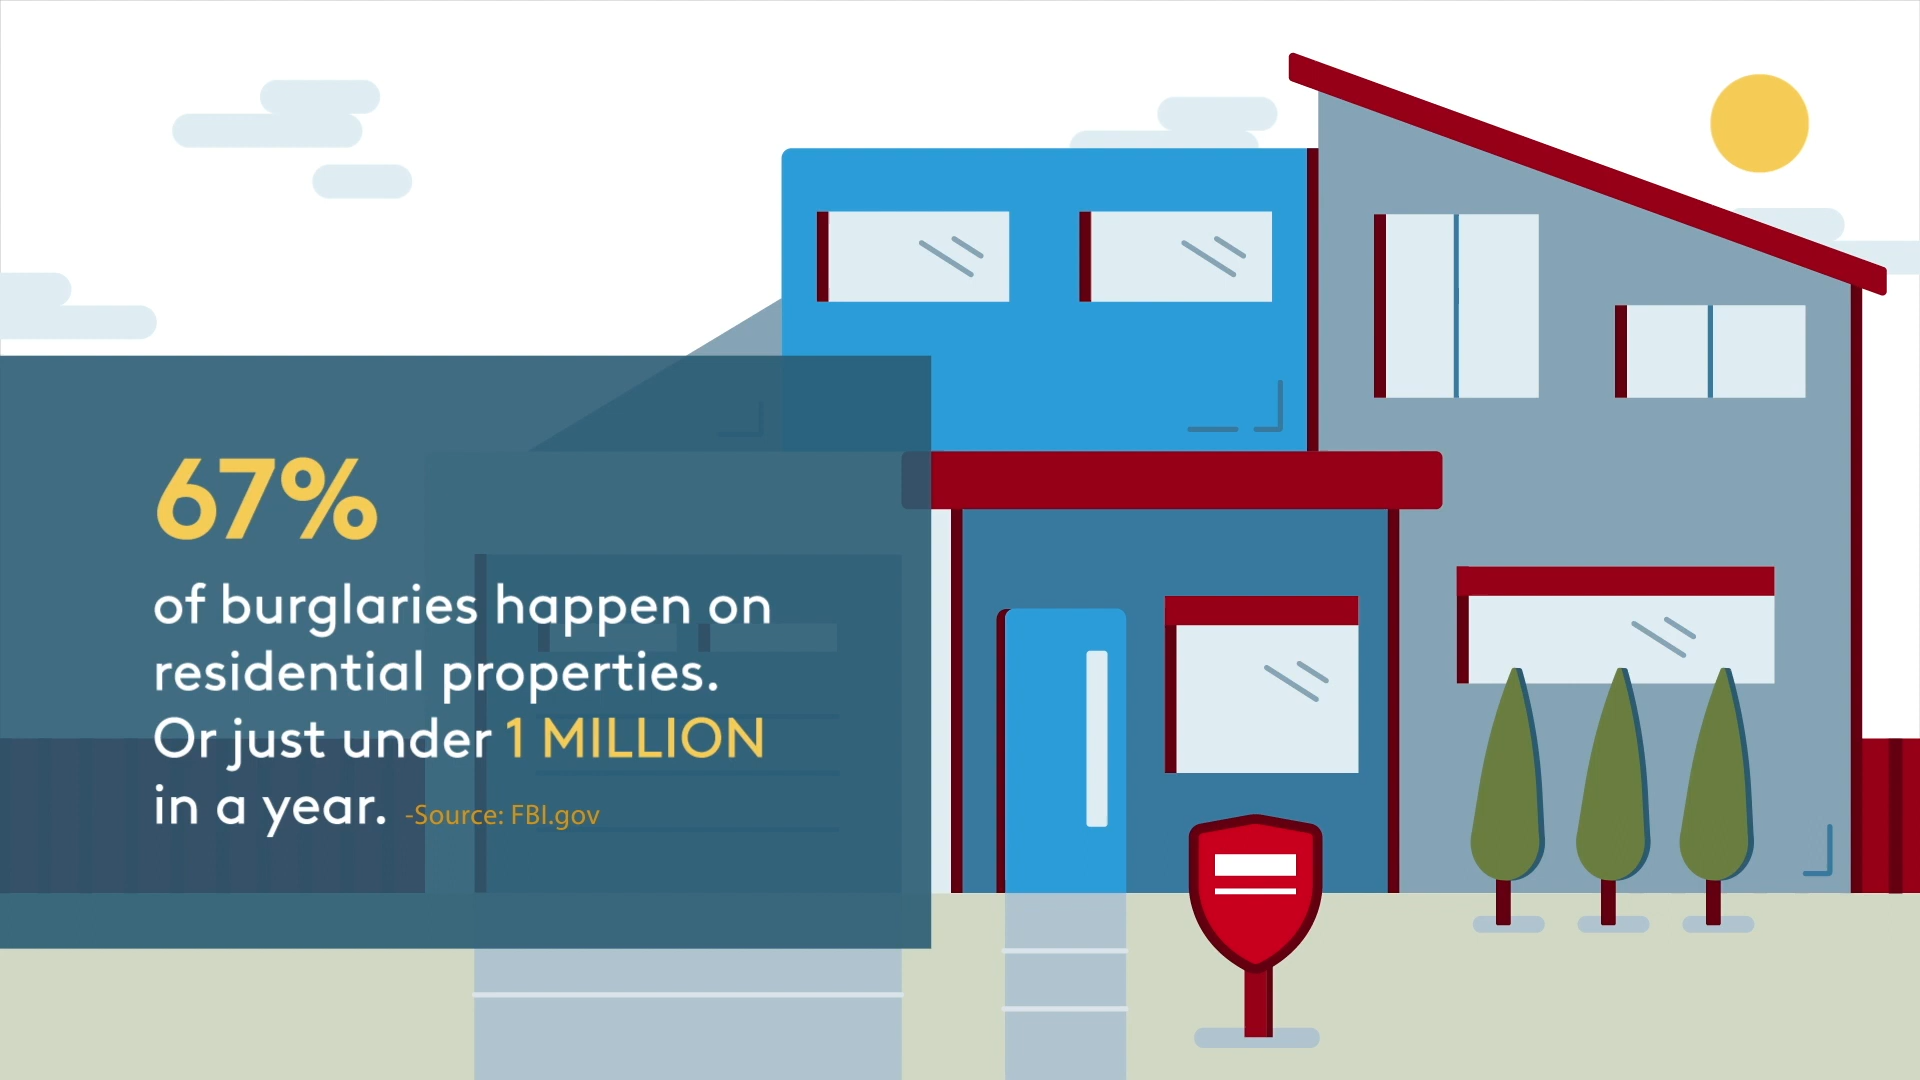 67%
of burglaries happen on
residential properties.
Or just under 1 MILLION
in a year. -Source: FBI.gov